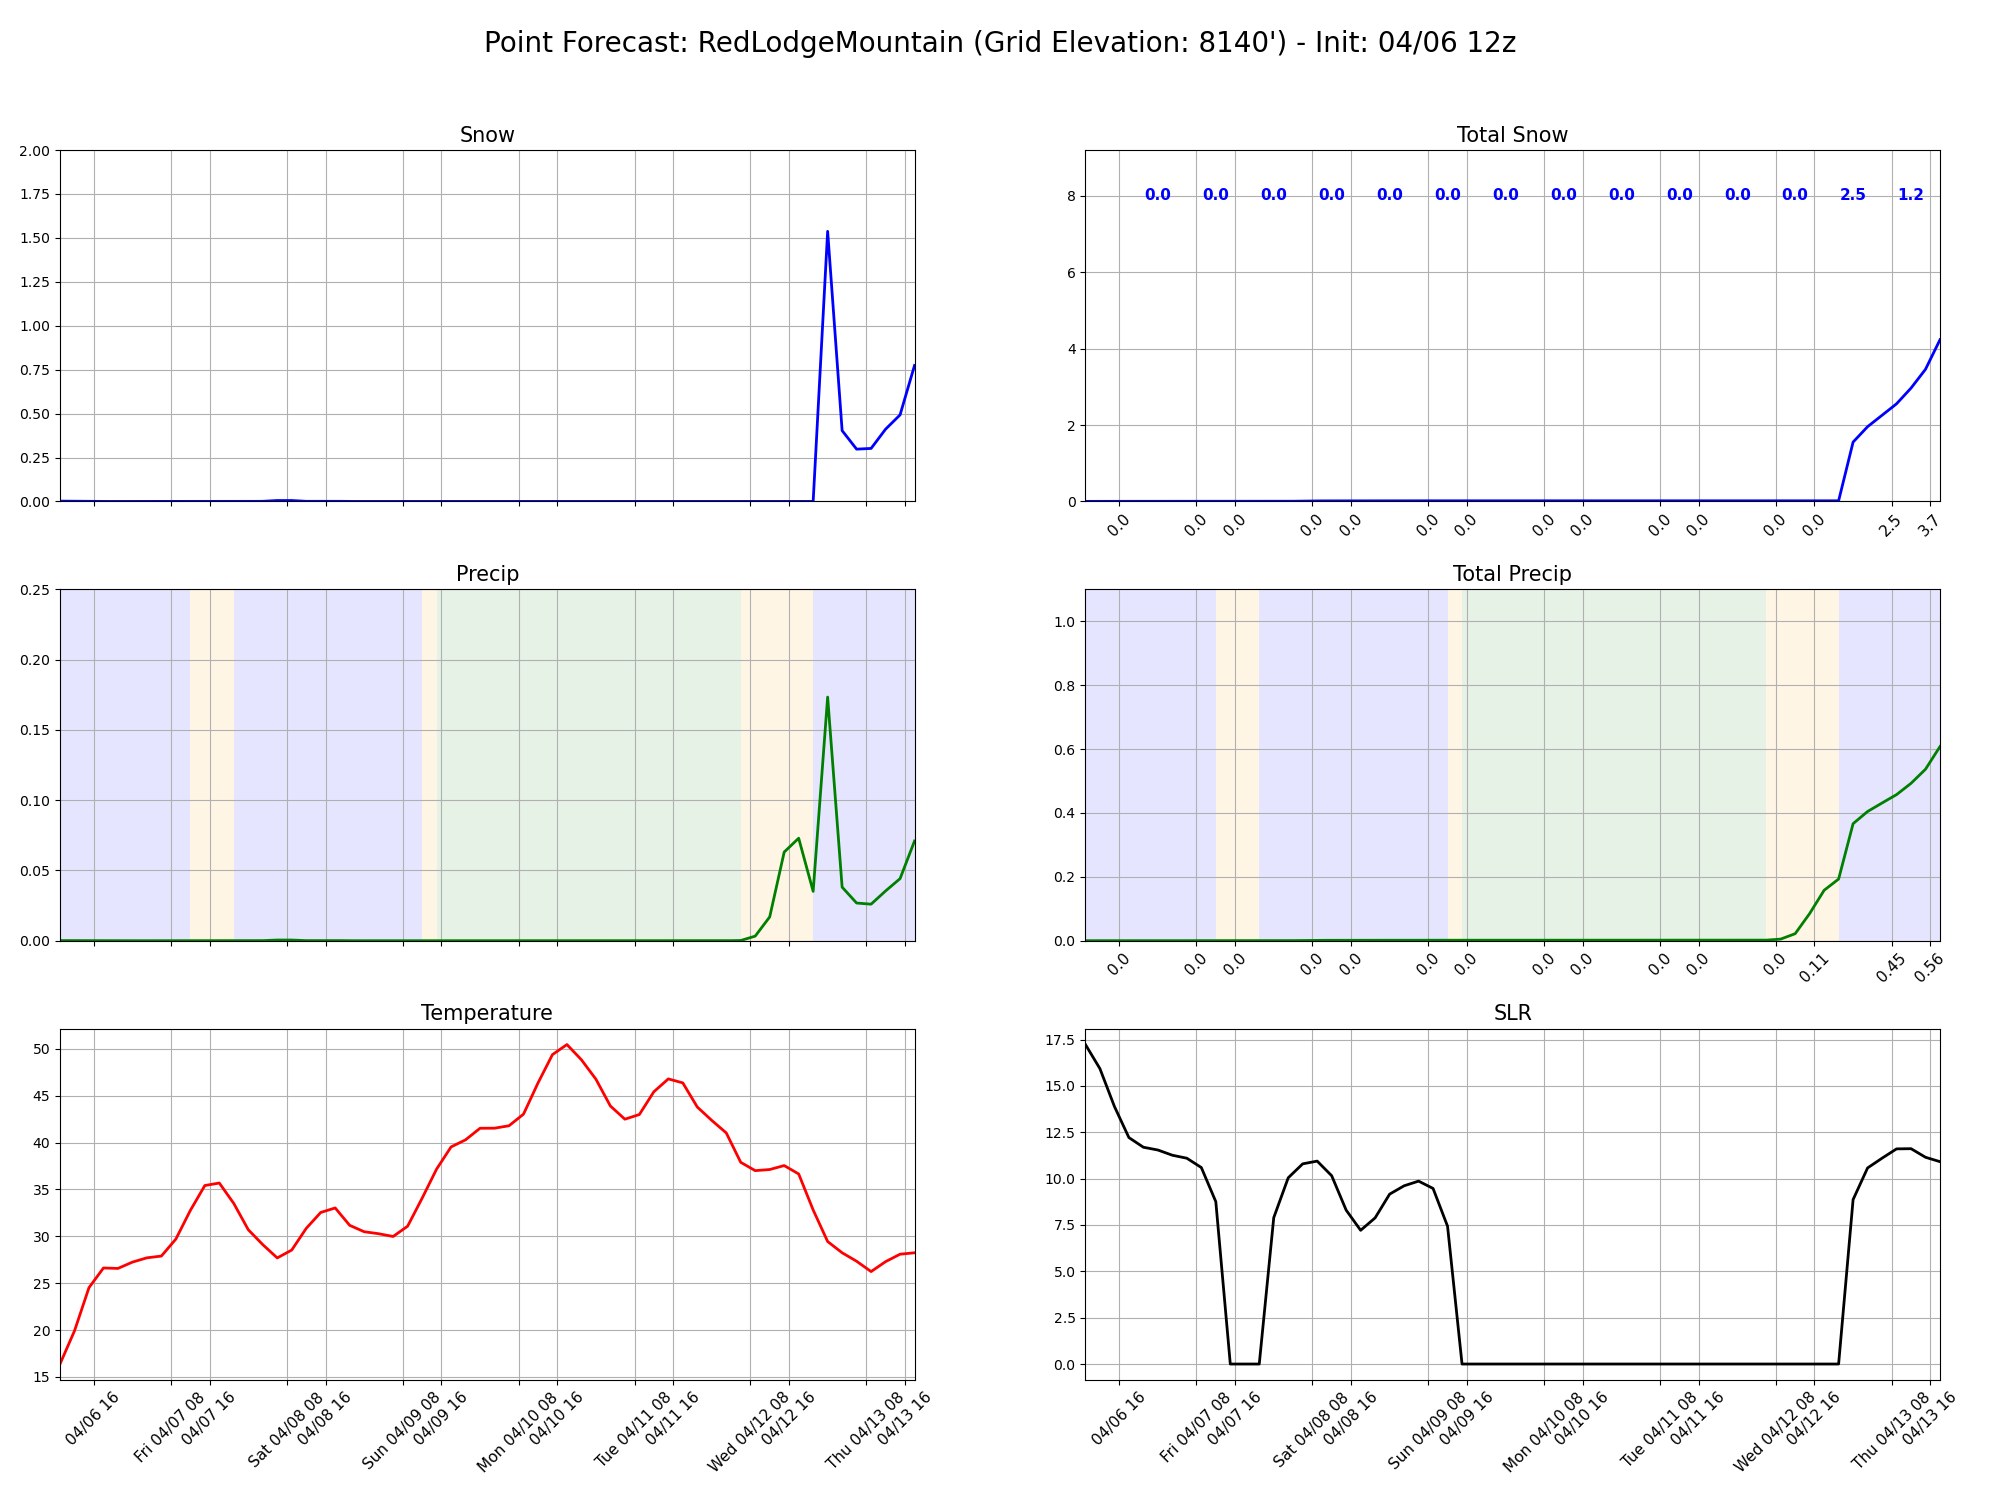 Point Forecast: RedLodgeMountain (Grid Elevation: 8140') - Init: 04/06 12z
Snow
2.00
1.75
1.50
1.25
1.00
0.75
0.50
0.25
0.00
Total Snow
0.0 0.0 0.0 0.0 0.0 0.0 0.0 0.0 0.0 0.0 0.0 0.0 2.5 1.2
8
6
4
2
0
0.0 0.0 0.0 0.0 0.0 0.0 0.0 0.0 0.0 0.0 0.0 0.0 0.0 2.5 3.7
Precip
0.25
0.20
0.15
0.10
0.05
0.00
Total Precip
1.0
0.8
0.6
0.4
0.2
0.0
0.0 0.0 0.0 0.0 0.0 0.0 0.0 0.0 0.0 0.0 0.0 0.0 0.11 0.45 0.56
Temperature
50
45
40
35
30
25
20
15
04/06 16
Fri 04/07 08
04/07 16
Sat 04/08 08
04/08 16
Sun 04/09 08
04/09 16
Mon 04/10 08
04/10 16
Tue 04/11 08
04/11 16
Wed 04/12 08
04/12 16
Thu 04/13 08
04/13 16
SLR
17.5
15.0
12.5
10.0
7.5
5.0
2.5
0.0
04/06 16
Fri 04/07 08
04/07 16
Sat 04/08 08
04/08 16
Sun 04/09 08
04/09 16
Mon 04/10 08
04/10 16
Tue 04/11 08
04/11 16
Wed 04/12 08
04/12 16
Thu 04/13 08
04/13 16